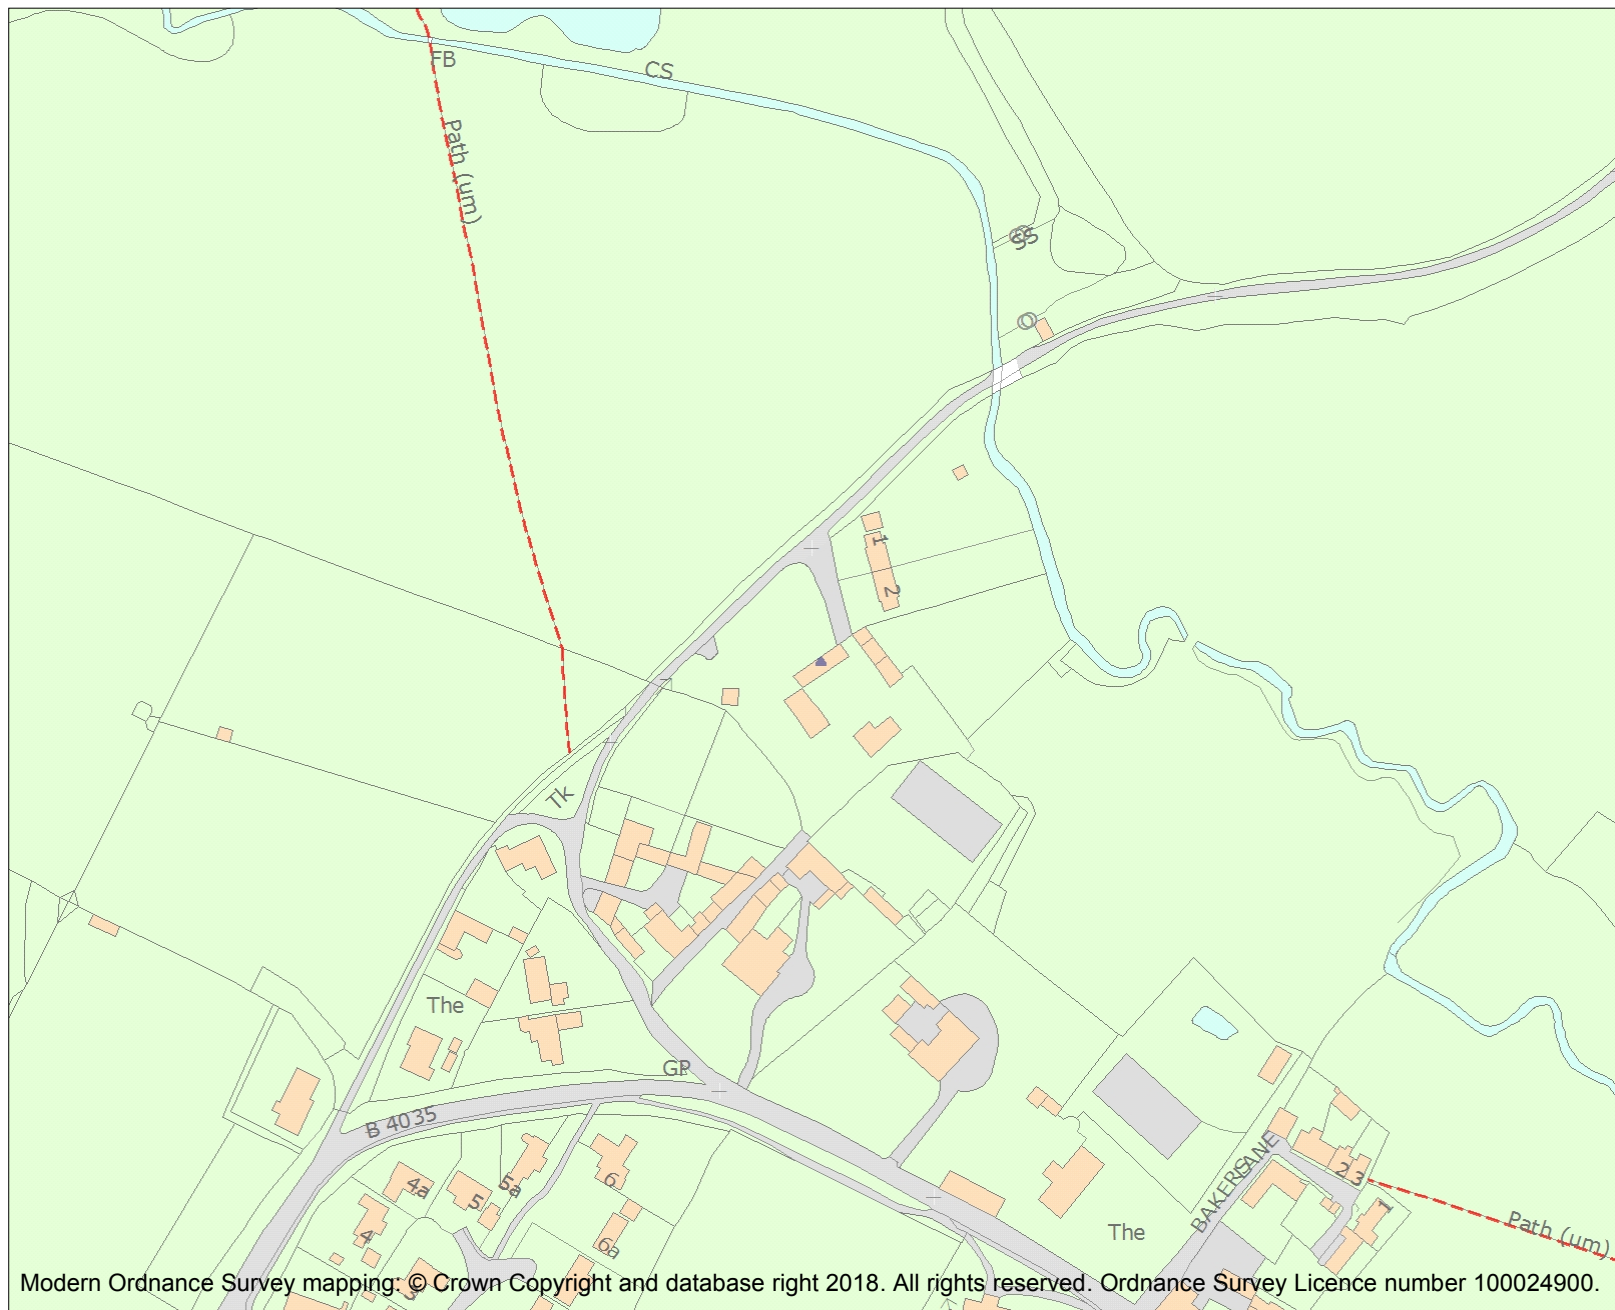 FB
CS
Path (um)
SS
Tk
1
2
The
GP
B 4035
4a
5
5a
6
4
6a
3
The
BAKERS LANE
2
3
1
Path (um)
Modern Ordnance Survey mapping: © Crown Copyright and database right 2018. All rights reserved. Ordnance Survey Licence number 100024900.